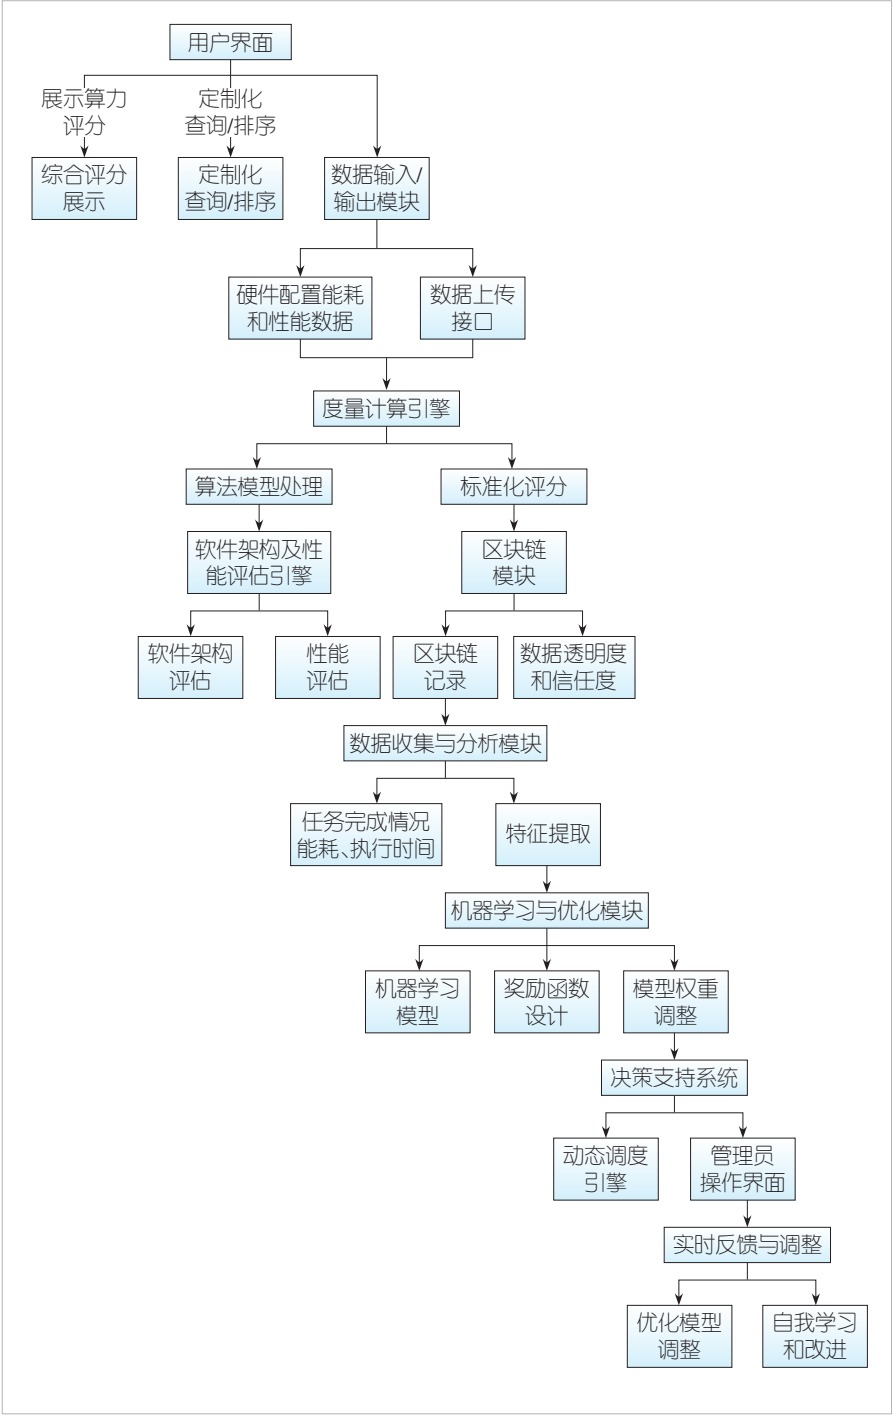 用户界面
展示算力
评分
定制化
查询/排序
综合评分
展示
定制化
查询/排序
数据输入/
输出模块
硬件配置能耗
和性能数据
数据上传
接口
度量计算引擎
算法模型处理
标准化评分
软件架构及性
能评估引擎
区块链
模块
软件架构
评估
性能
评估
区块链
记录
数据透明度
和信任度
数据收集与分析模块
任务完成情况
能耗、执行时间
特征提取
机器学习与优化模块
机器学习
模型
奖励函数
设计
模型权重
调整
决策支持系统
动态调度
引擎
管理员
操作界面
实时反馈与调整
优化模型
调整
自我学习
和改进